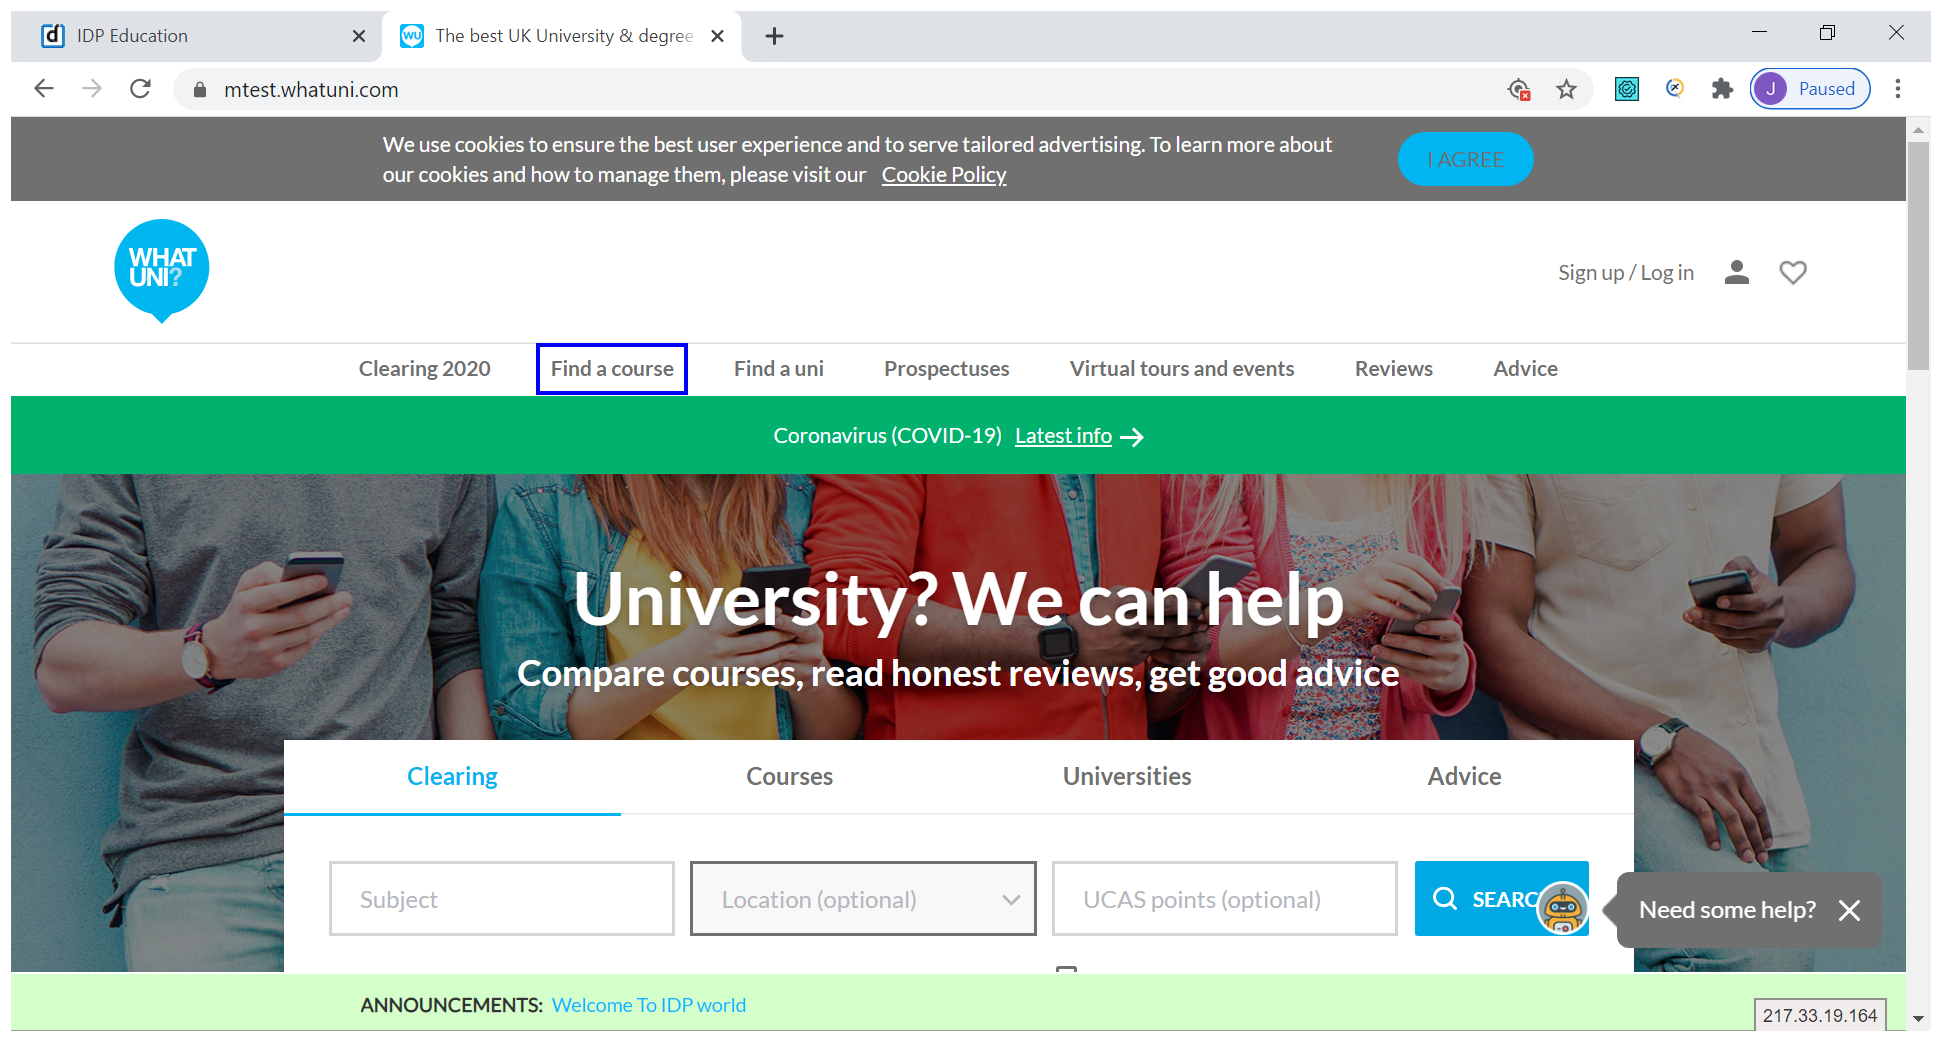 IDP Education
WU The best UK University & degree
mtest.whatuni.com
J Paused
We use cookies to ensure the best user experience and to serve tailored advertising. To learn more about
our cookies and how to manage them, please visit our Cookie Policy
I AGREE
WHAT
UNI?
Sign up / Log in
Clearing 2020 Find a course Find a uni Prospectuses Virtual tours and events Reviews Advice
Coronavirus (COVID-19) Latest info
University? We can help
Compare courses, read honest reviews, get good advice
Clearing Courses Universities Advice
Subject Location (optional) UCAS points (optional) SEARC
Need some help?
ANNOUNCEMENTS: Welcome To IDP world
217.33.19.164